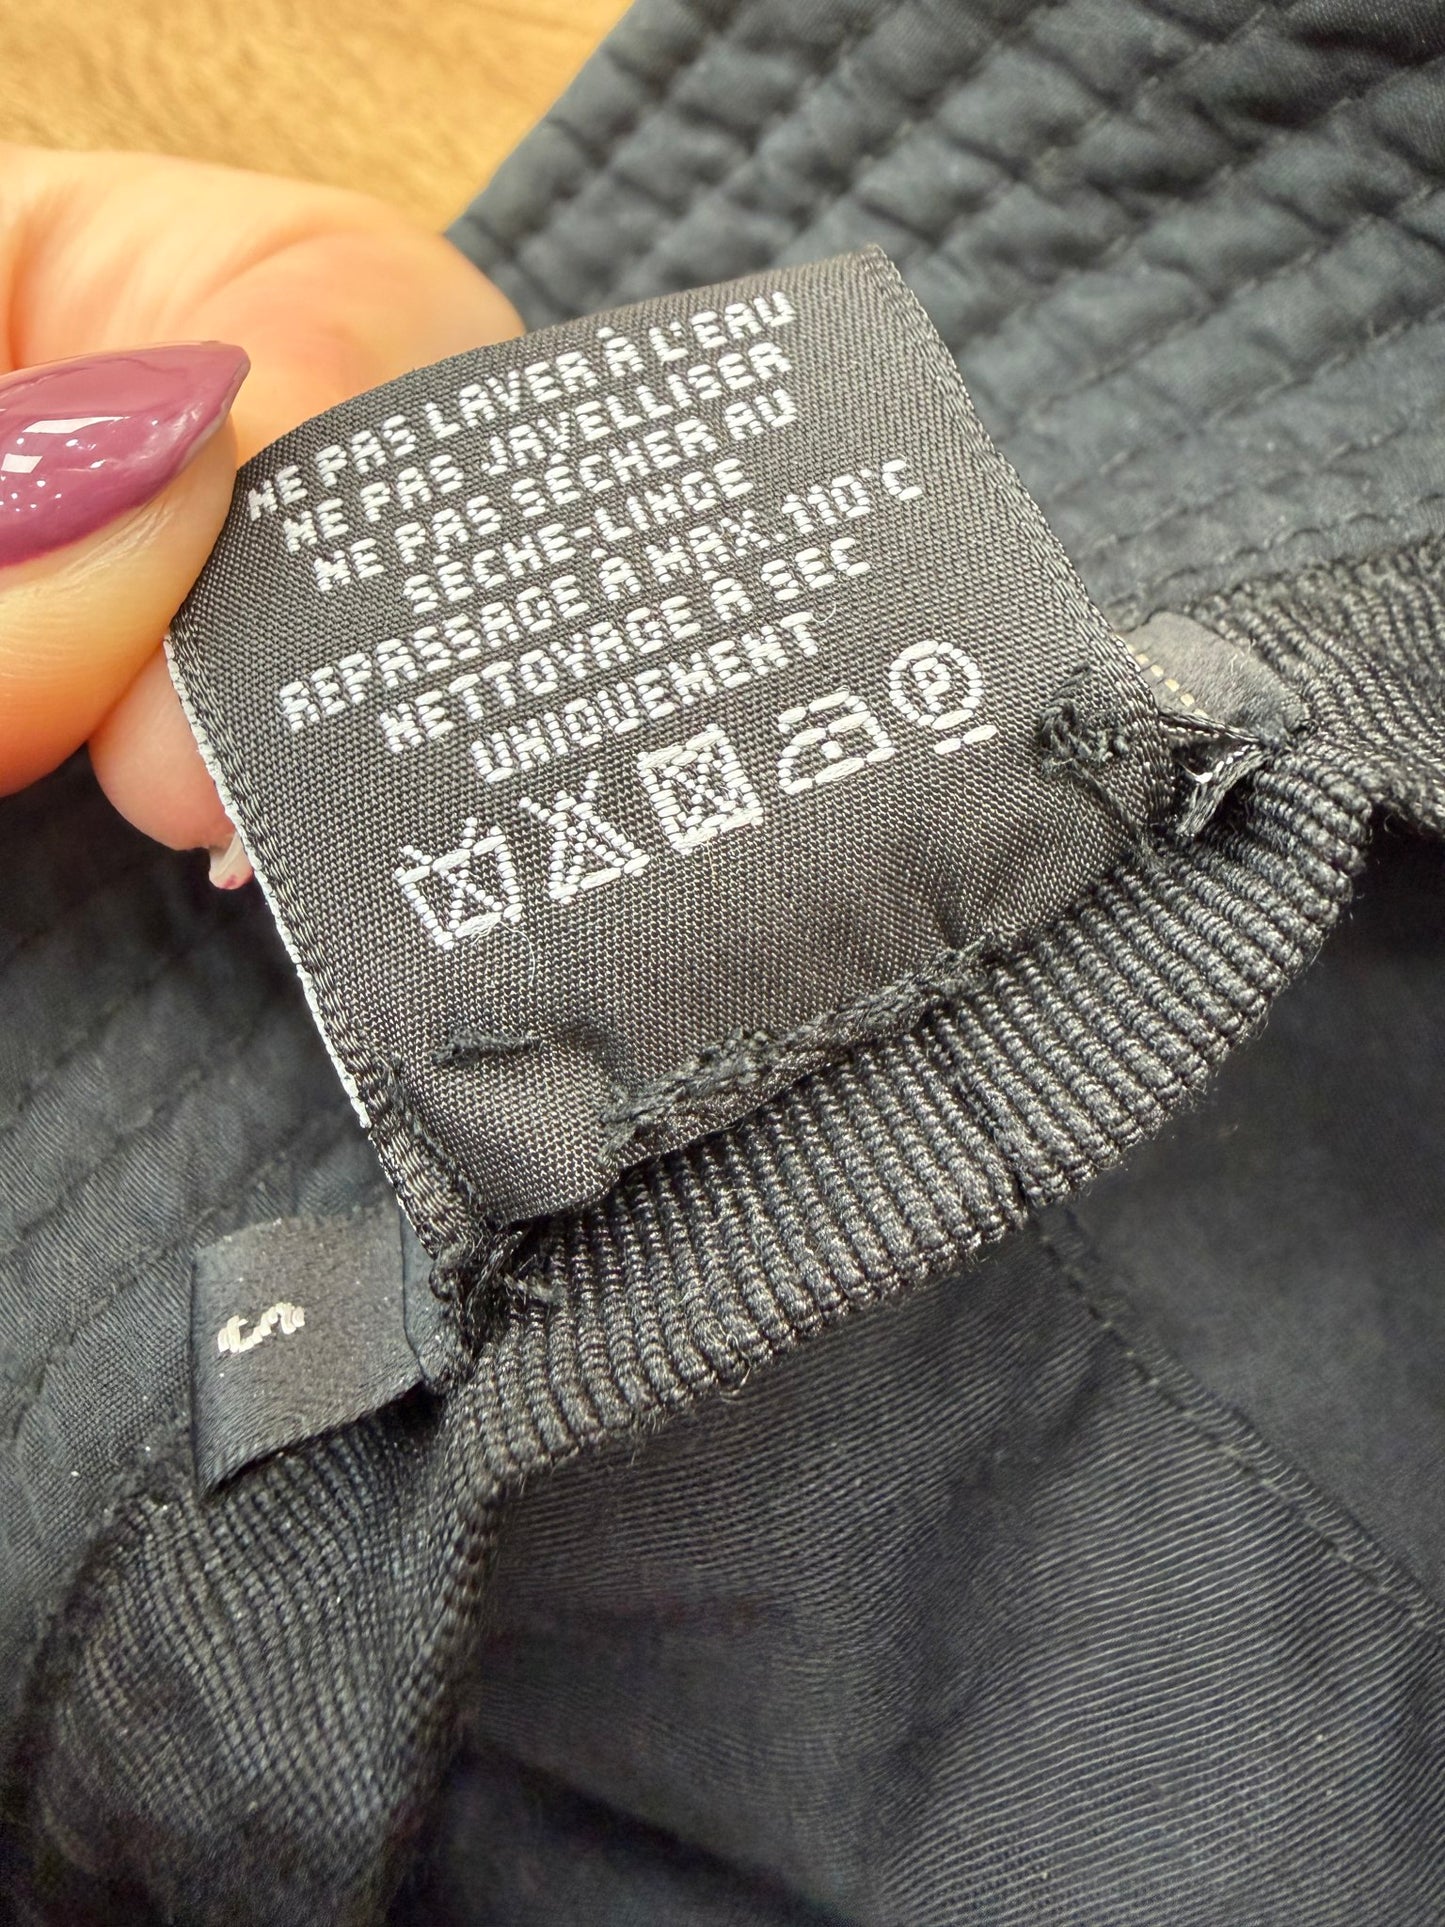 NE PAS LAVER À L'EAU
NE PAS JAVELLISER
NE PAS SÉCHER AU
SÈCHE-LINGE
REPASSAGE À MAX. 110°C
NETTOYAGE A SEC
UNIQUEMENT
P